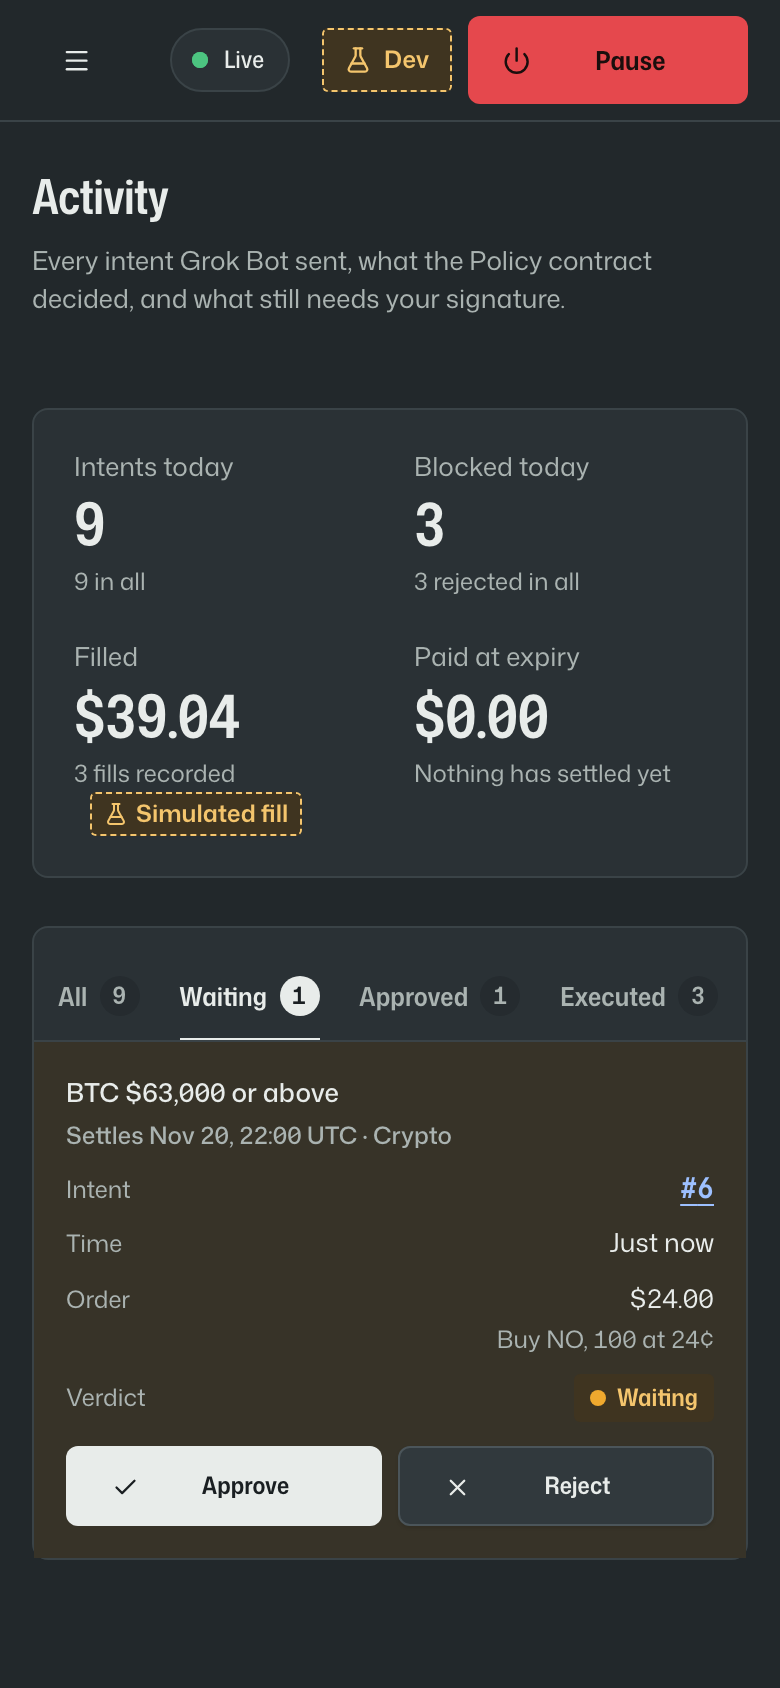 Live
Dev
Pause
Activity
Every intent Grok Bot sent, what the Policy contract
decided, and what still needs your signature.
Intents today
9
9 in all
Blocked today
3
3 rejected in all
Filled
$39.04
3 fills recorded
Simulated fill
Paid at expiry
$0.00
Nothing has settled yet
All 9 Waiting 1 Approved 1 Executed 3
BTC $63,000 or above
Settles Nov 20, 22:00 UTC · Crypto
Intent #6
Time Just now
Order $24.00
Buy NO, 100 at 24¢
Verdict Waiting
Approve Reject